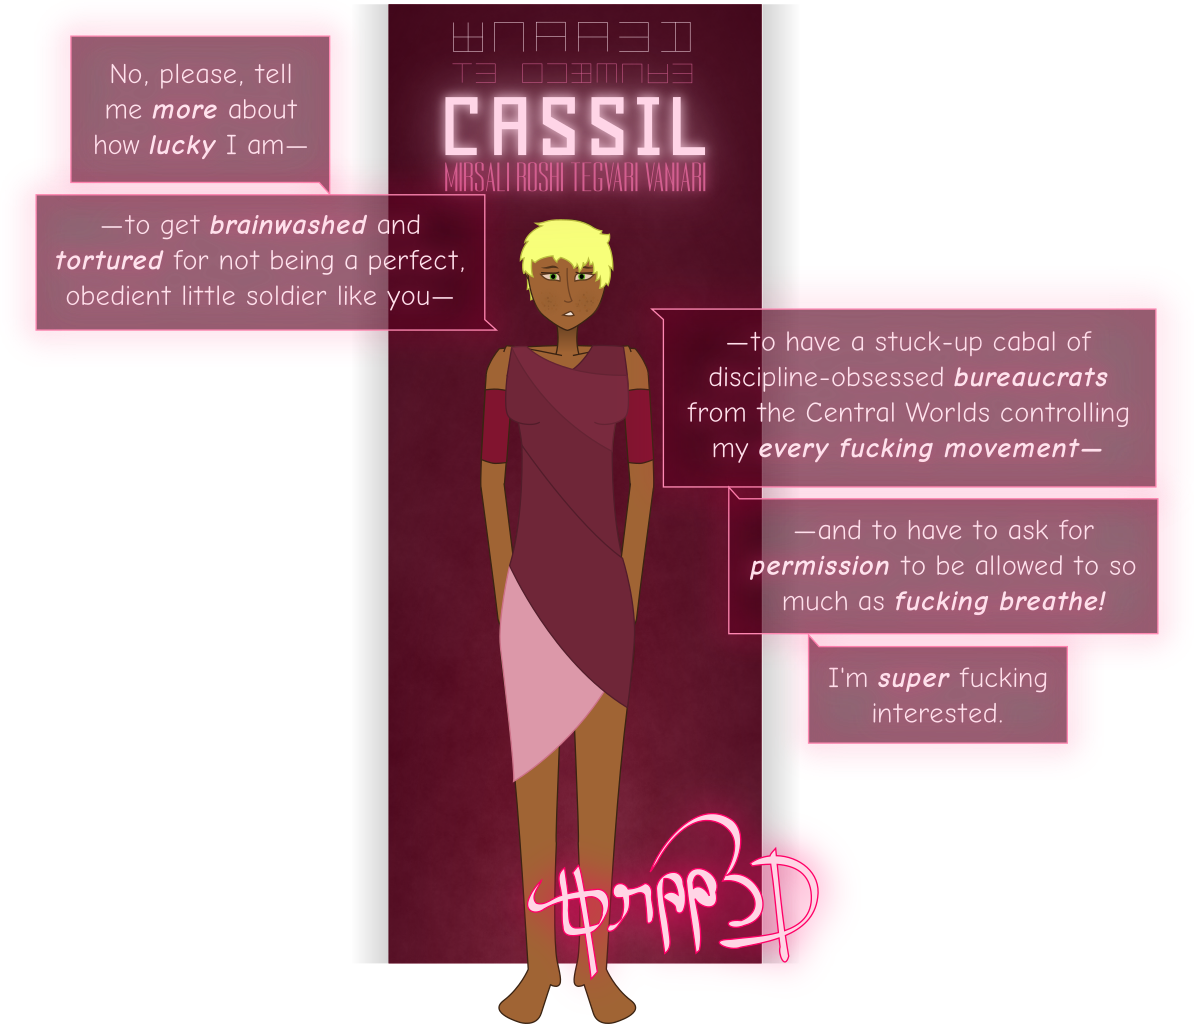 CASSIL
MIRSALI ROSHI TEGVARI VANIARI
No, please, tell
me more about
how lucky I am—
—to get brainwashed and
tortured for not being a perfect,
obedient little soldier like you—
—to have a stuck-up cabal of
discipline-obsessed bureaucrats
from the Central Worlds controlling
my every fucking movement—
—and to have to ask for
permission to be allowed to so
much as fucking breathe!
I'm super fucking
interested.